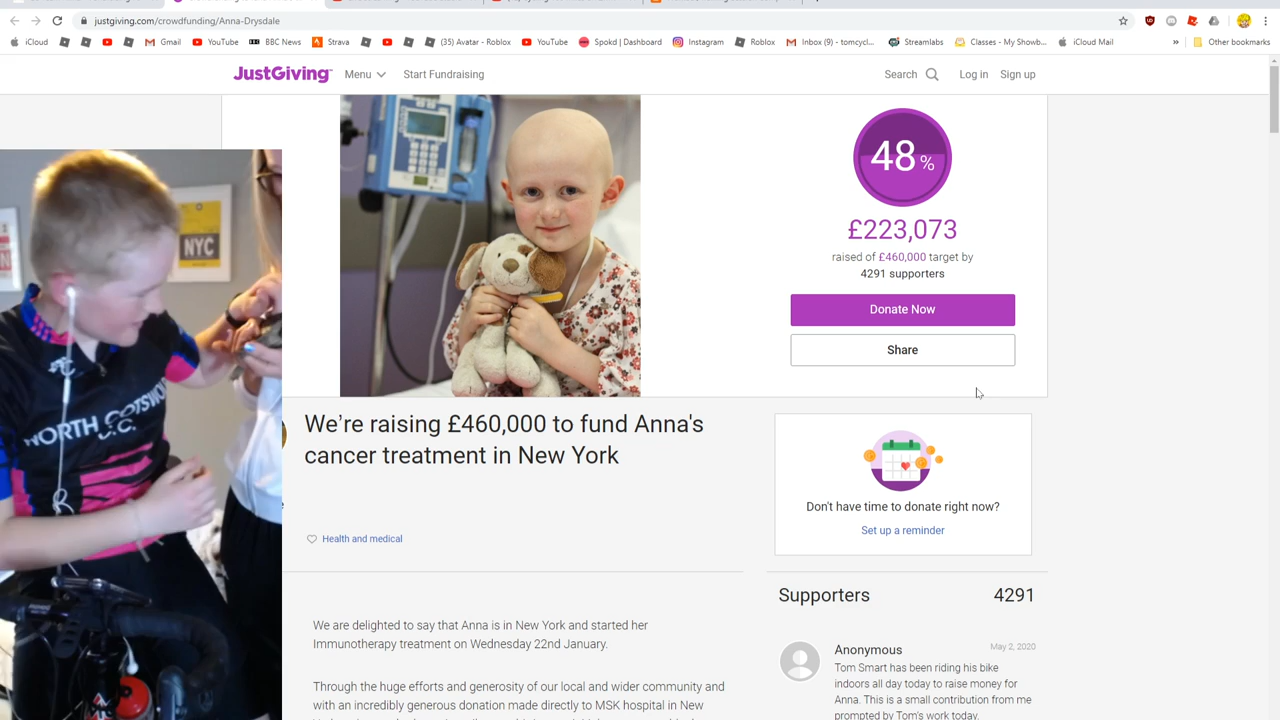 justgiving.com/crowdfunding/Anna-Drysdale
iCloud
Gmail
YouTube
BBC News
Strava
(35) Avatar - Roblox
YouTube
Spokd | Dashboard
Instagram
Roblox
Inbox (9) - tomcycl...
Streamlabs
Classes - My Showb...
iCloud Mail
»
Other bookmarks
JustGiving
Menu
Start Fundraising
Search
Log in
Sign up
48%
£223,073
raised of £460,000 target by
4291 supporters
Donate Now
Share
NYC
NORTH COTSWO
C.C.
We're raising £460,000 to fund Anna's
cancer treatment in New York
Health and medical
Don't have time to donate right now?
Set up a reminder
We are delighted to say that Anna is in New York and started her
Immunotherapy treatment on Wednesday 22nd January.
Through the huge efforts and generosity of our local and wider community and
with an incredibly generous donation made directly to MSK hospital in New
Supporters
4291
Anonymous
May 2, 2020
Tom Smart has been riding his bike
indoors all day today to raise money for
Anna. This is a small contribution from me
prompted by Tom's work today.